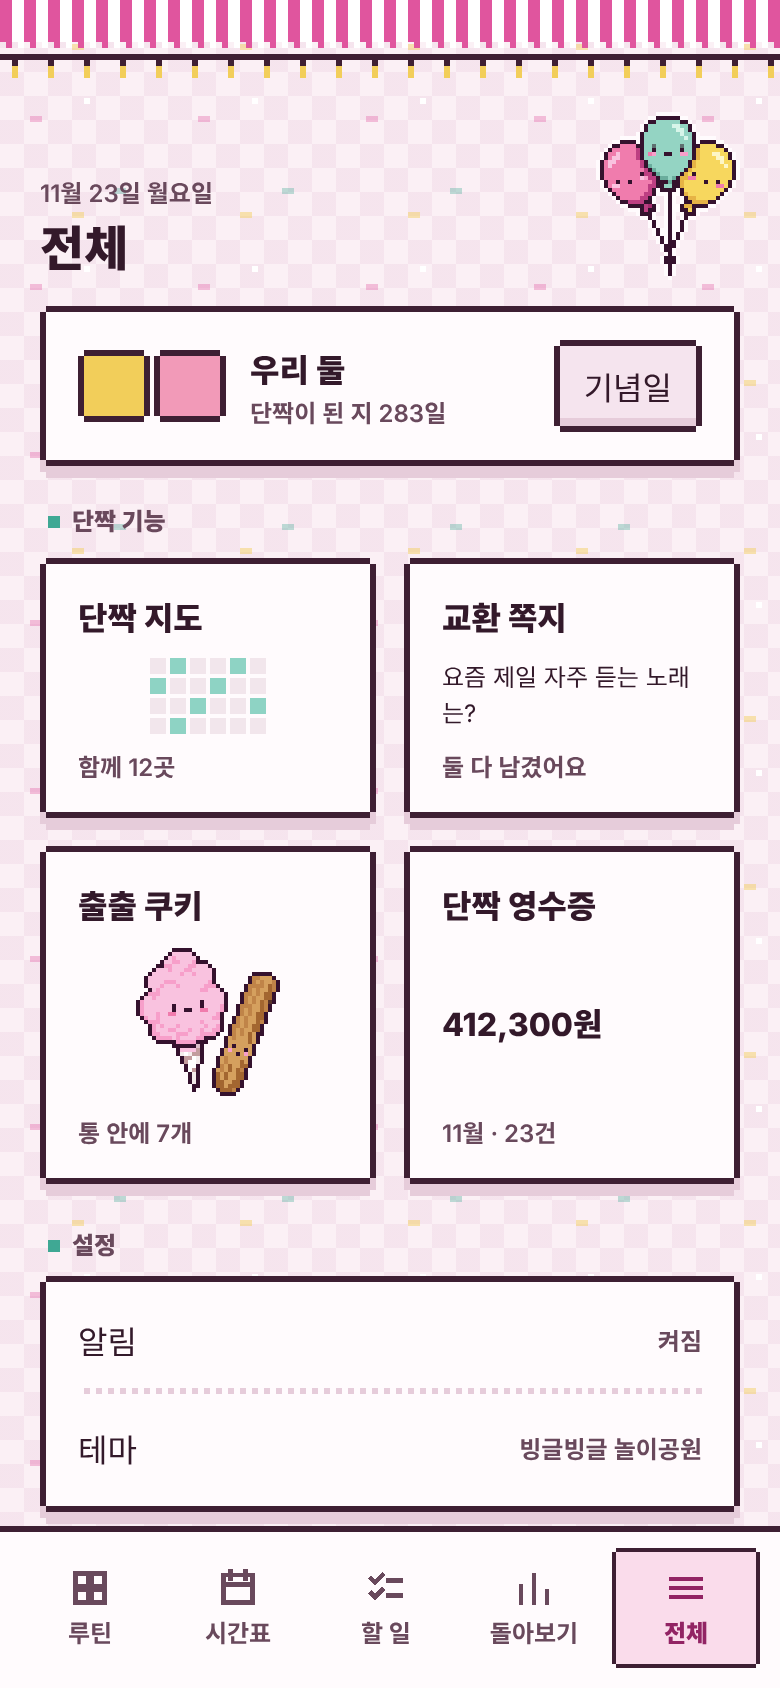 11월 23일 월요일
전체
우리 둘
단짝이 된 지 283일
기념일
단짝 기능
단짝 지도
함께 12곳
교환 쪽지
요즘 제일 자주 듣는 노래
는?
둘 다 남겼어요
출출 쿠키
통 안에 7개
단짝 영수증
412,300원
11월 · 23건
설정
알림
켜짐
테마
빙글빙글 놀이공원
루틴
시간표
할 일
돌아보기
전체